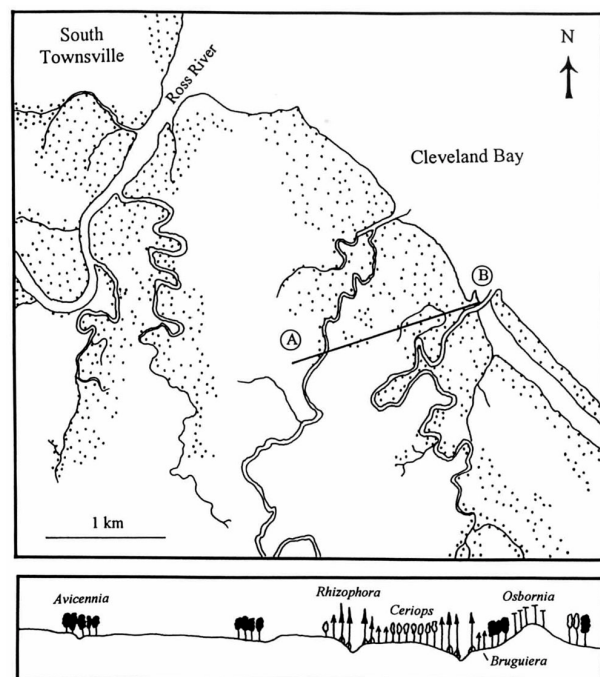 South
Townsville
Ross River
N
Cleveland Bay
B
A
1 km
Avicennia
Rhizophora
Ceriops
Osbornia
Bruguiera